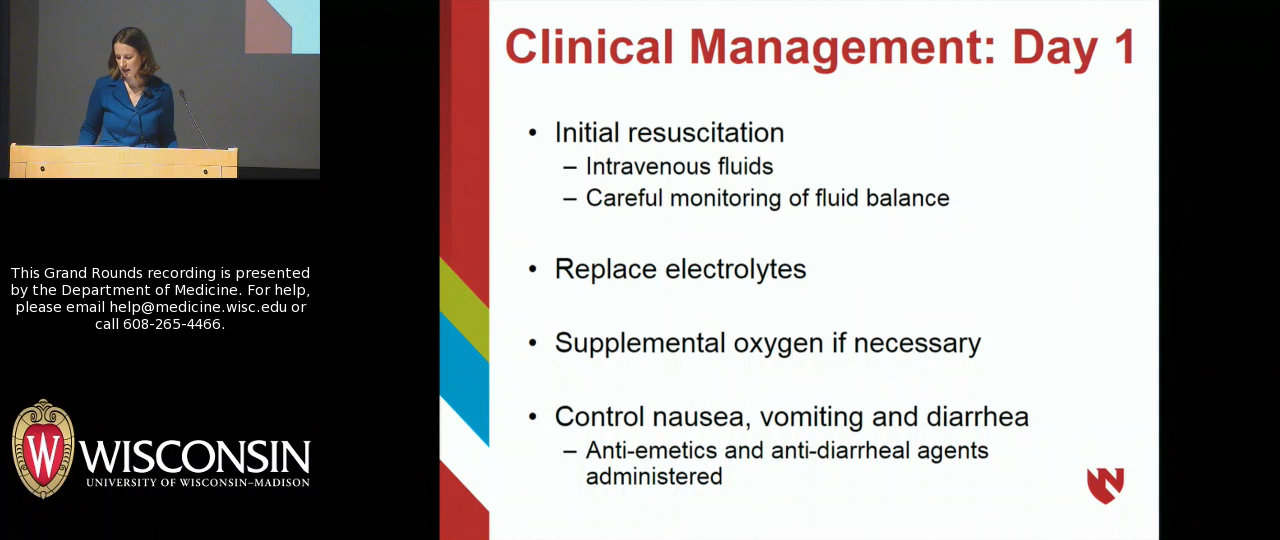 Clinical Management: Day 1
• Initial resuscitation
– Intravenous fluids
– Careful monitoring of fluid balance
• Replace electrolytes
• Supplemental oxygen if necessary
• Control nausea, vomiting and diarrhea
– Anti-emetics and anti-diarrheal agents
administered
N
This Grand Rounds recording is presented
by the Department of Medicine. For help,
please email help@medicine.wisc.edu or
call 608-265-4466.
W
WISCONSIN
UNIVERSITY OF WISCONSIN–MADISON